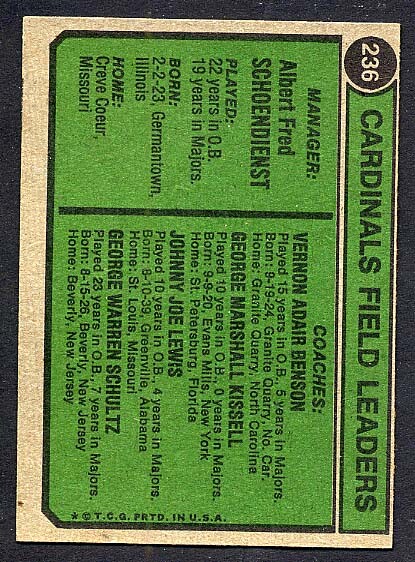 236
CARDINALS FIELD LEADERS
MANAGER:
Albert Fred
SCHOENDIENST
PLAYED:
22 years in O.B.
19 years in Majors.
BORN:
2-2-23 Germantown,
Illinois
HOME:
Creve Coeur,
Missouri
COACHES:
VERNON ADAIR BENSON
Played 15 years in O.B., 5 years in Majors.
Born: 9-19-24, Granite Quarry, No. Car.
Home: Granite Quarry, North Carolina
GEORGE MARSHALL KISSELL
Played 10 years in O.B., 0 years in Majors.
Born: 9-9-20, Evans Mills, New York
Home: St. Petersburg, Florida
JOHNNY JOE LEWIS
Played 10 years in O.B., 4 years in Majors.
Born: 8-10-39, Greenville, Alabama
Home: St. Louis, Missouri
GEORGE WARREN SCHULTZ
Played 23 years in O.B., 7 years in Majors.
Born: 8-15-26, Beverly, New Jersey
Home: Beverly, New Jersey
* © T.C.G. PRTD. IN U.S.A.